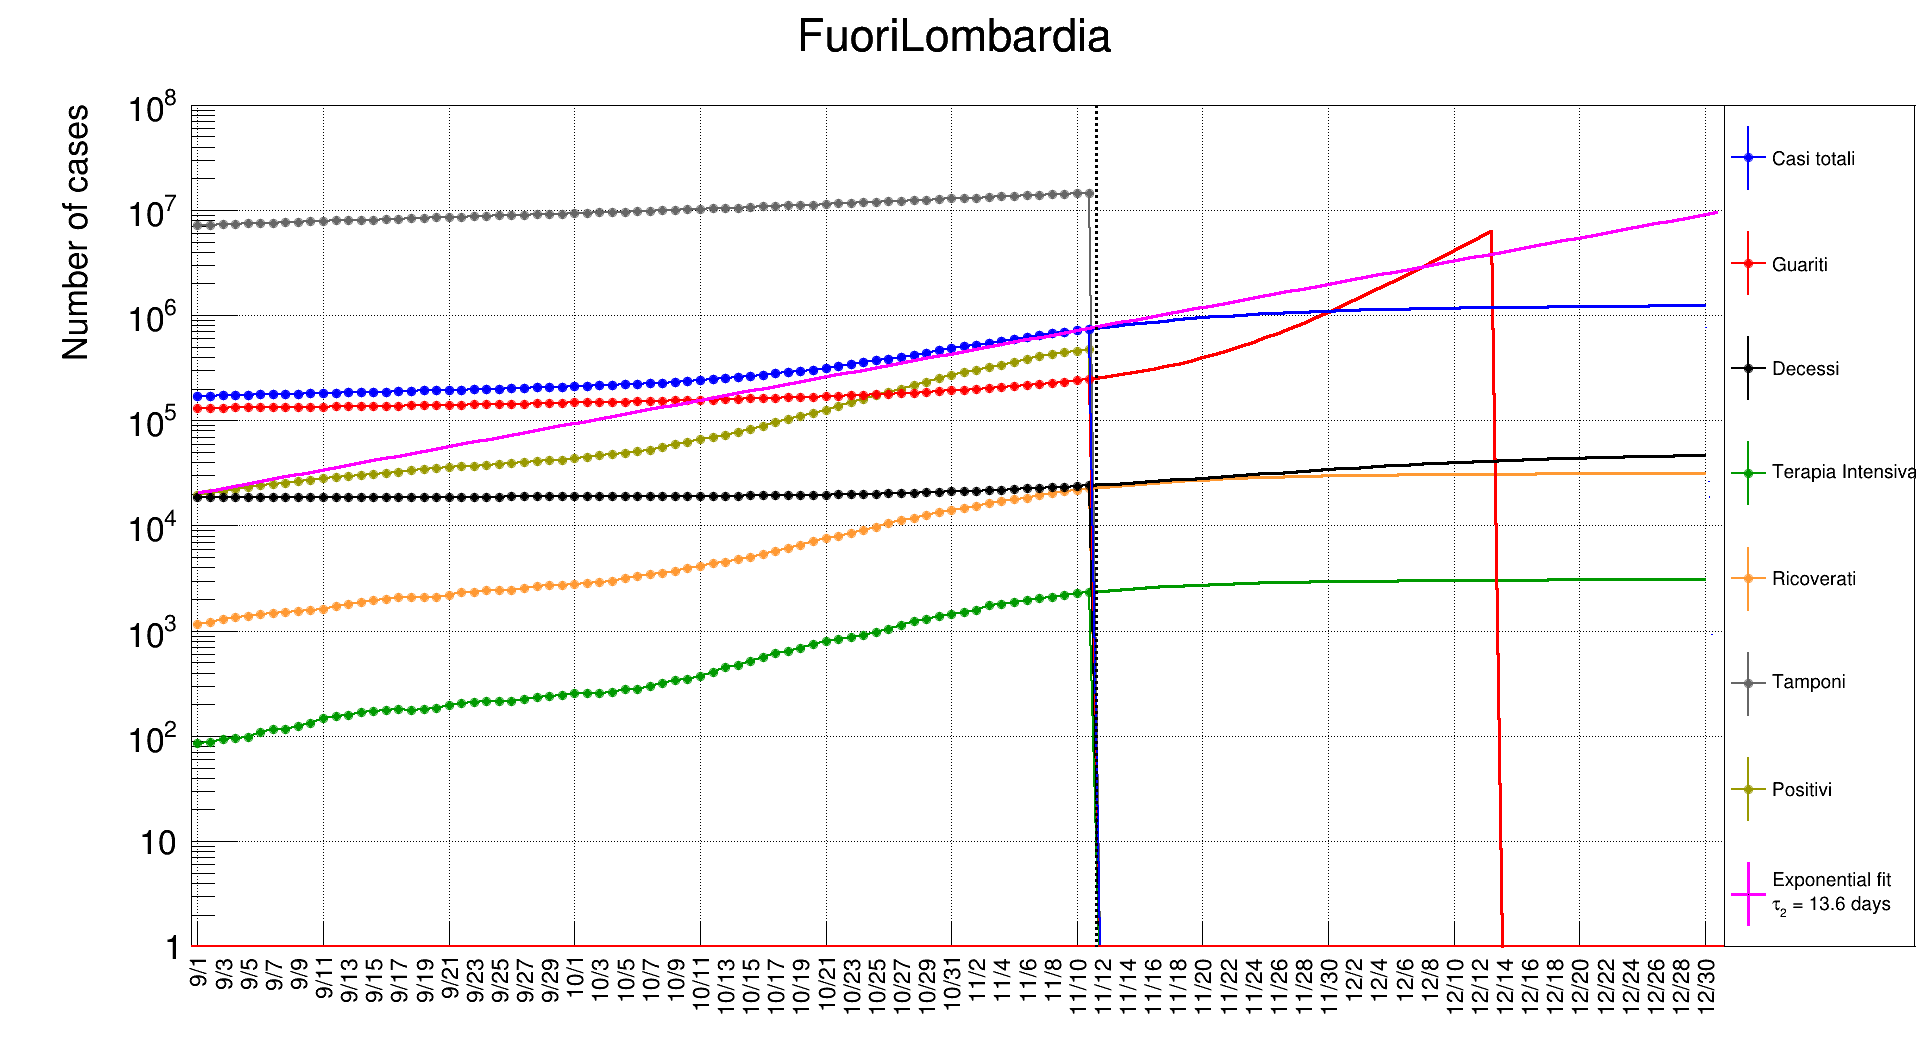 FuoriLombardia
Number of cases
10^8
10^7
10^6
10^5
10^4
10^3
10^2
10
1
9/1 9/3 9/5 9/7 9/9 9/11 9/13 9/15 9/17 9/19 9/21 9/23 9/25 9/27 9/29 10/1 10/3 10/5 10/7 10/9 10/11 10/13 10/15 10/17 10/19 10/21 10/23 10/25 10/27 10/29 10/31 11/2 11/4 11/6 11/8 11/10 11/12 11/14 11/16 11/18 11/20 11/22 11/24 11/26 11/28 11/30 12/2 12/4 12/6 12/8 12/10 12/12 12/14 12/16 12/18 12/20 12/22 12/24 12/26 12/28 12/30
Casi totali
Guariti
Decessi
Terapia Intensiva
Ricoverati
Tamponi
Positivi
Exponential fit
τ₂ = 13.6 days